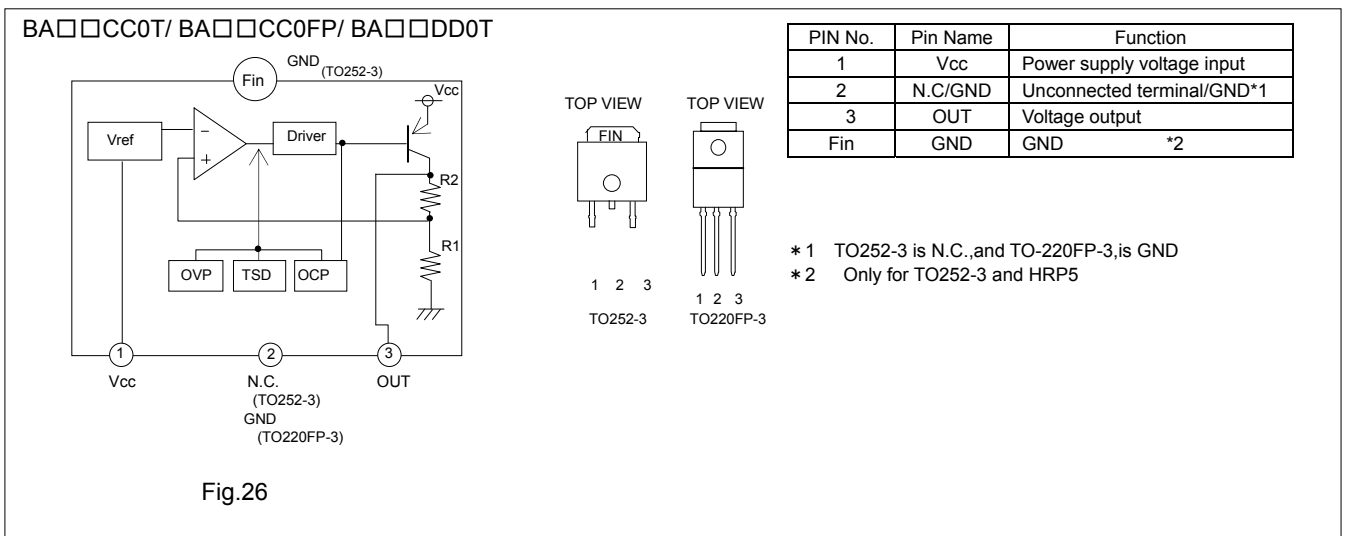 BA□□CC0T/ BA□□CC0FP/ BA□□DD0T
GND
(TO252-3)
Fin
Vcc
Vref
−
+
Driver
R2
R1
OVP
TSD
OCP
1
2
3
Vcc
N.C.
(TO252-3)
GND
(TO220FP-3)
OUT
Fig.26
TOP VIEW
FIN
1 2 3
TO252-3
TOP VIEW
1 2 3
TO220FP-3
PIN No. Pin Name Function
1 Vcc Power supply voltage input
2 N.C/GND Unconnected terminal/GND*1
3 OUT Voltage output
Fin GND GND *2
*1 TO252-3 is N.C.,and TO-220FP-3,is GND
*2 Only for TO252-3 and HRP5